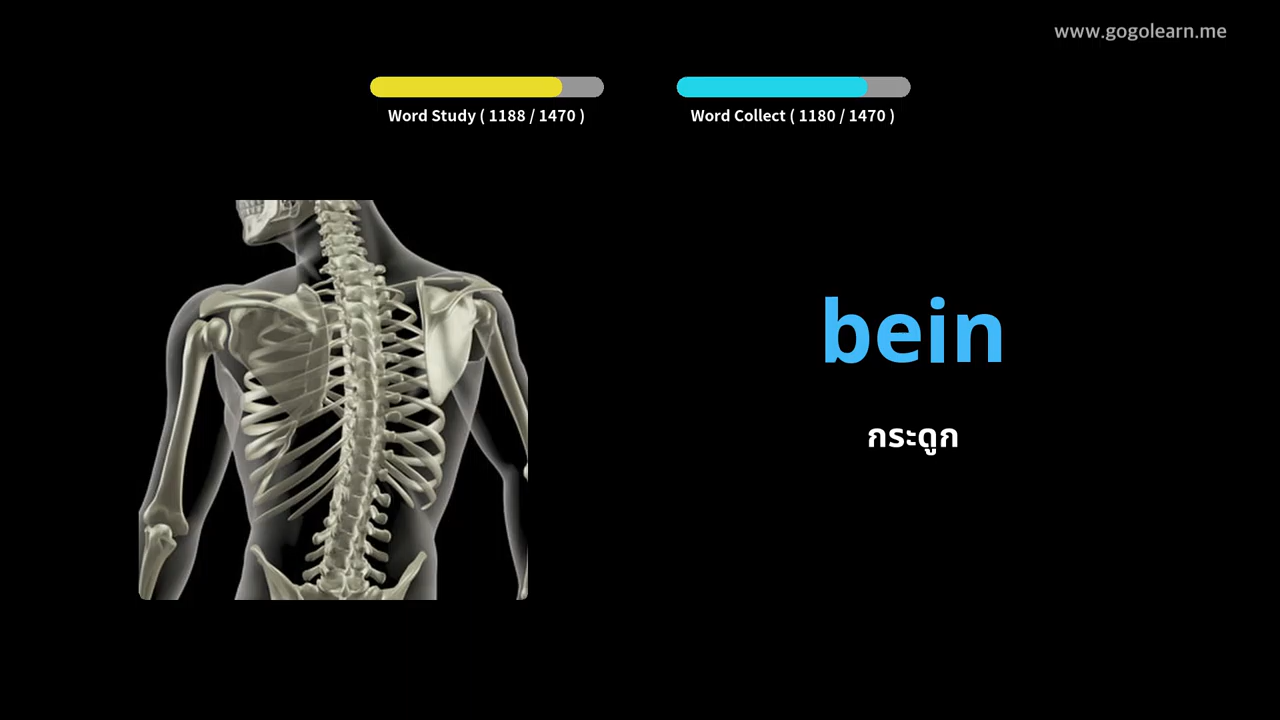 www.gogolearn.me
Word Study ( 1188 / 1470 )
Word Collect ( 1180 / 1470 )
bein
กระดูก